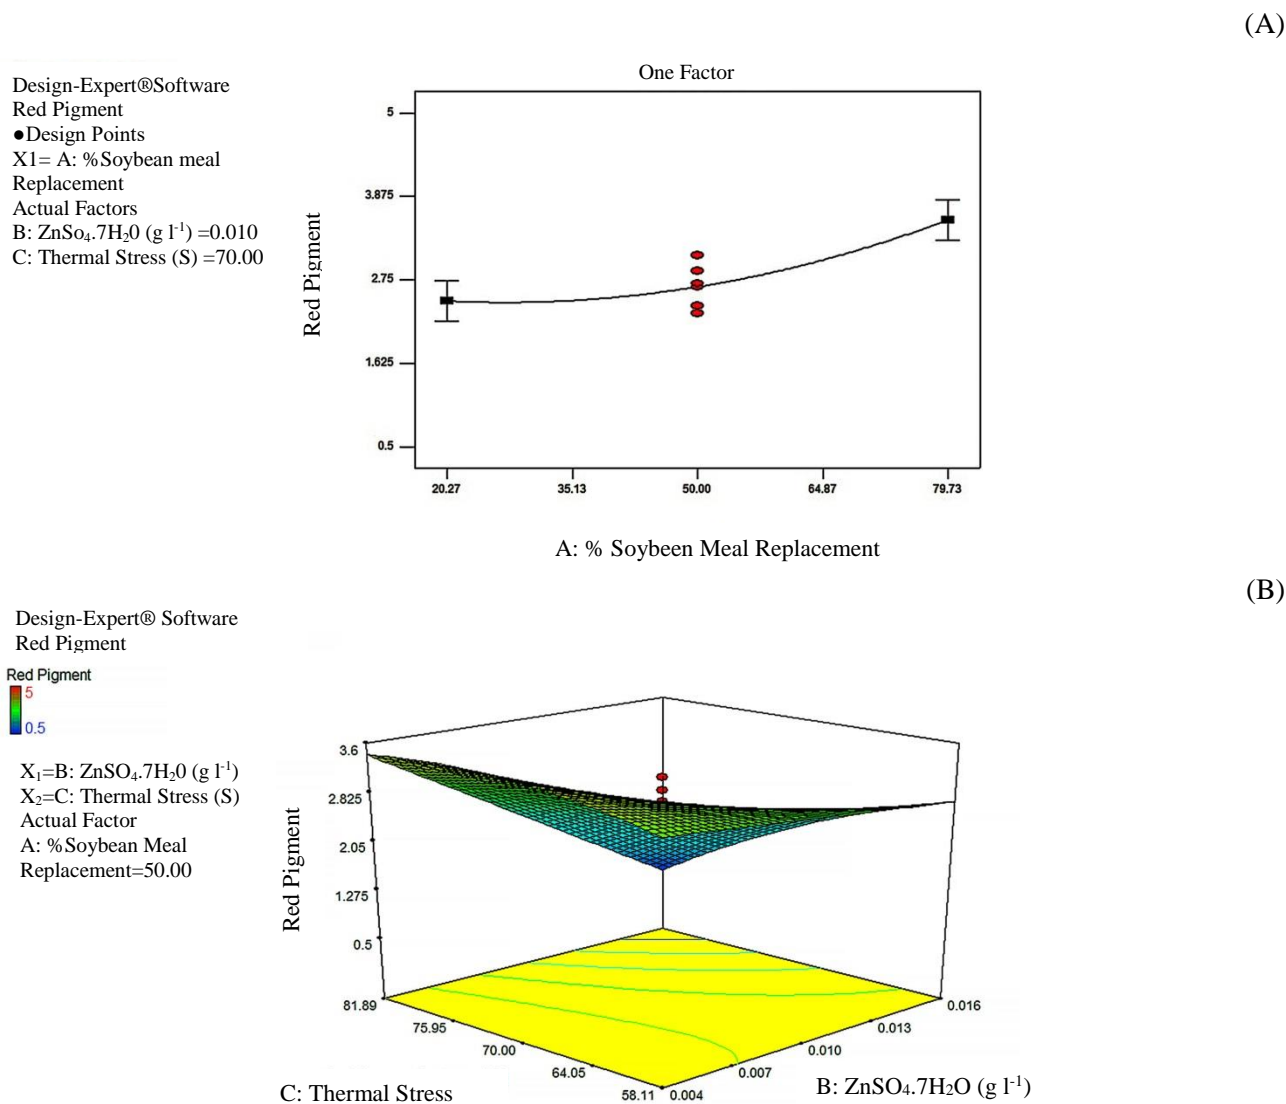 (A)
Design-Expert®Software
Red Pigment
●Design Points
X1= A: %Soybean meal
Replacement
Actual Factors
B: ZnSo₄.7H₂0 (g l⁻¹) =0.010
C: Thermal Stress (S) =70.00
One Factor
5
3.875
2.75
1.625
0.5
Red Pigment
20.27 35.13 50.00 64.87 79.73
A: % Soybeen Meal Replacement
(B)
Design-Expert® Software
Red Pigment
Red Pigment
5
0.5
X₁=B: ZnSO₄.7H₂0 (g l⁻¹)
X₂=C: Thermal Stress (S)
Actual Factor
A: %Soybean Meal
Replacement=50.00
3.6
2.825
2.05
1.275
0.5
Red Pigment
81.89
75.95
70.00
64.05
58.11
0.004
0.007
0.010
0.013
0.016
C: Thermal Stress
B: ZnSO₄.7H₂O (g l⁻¹)